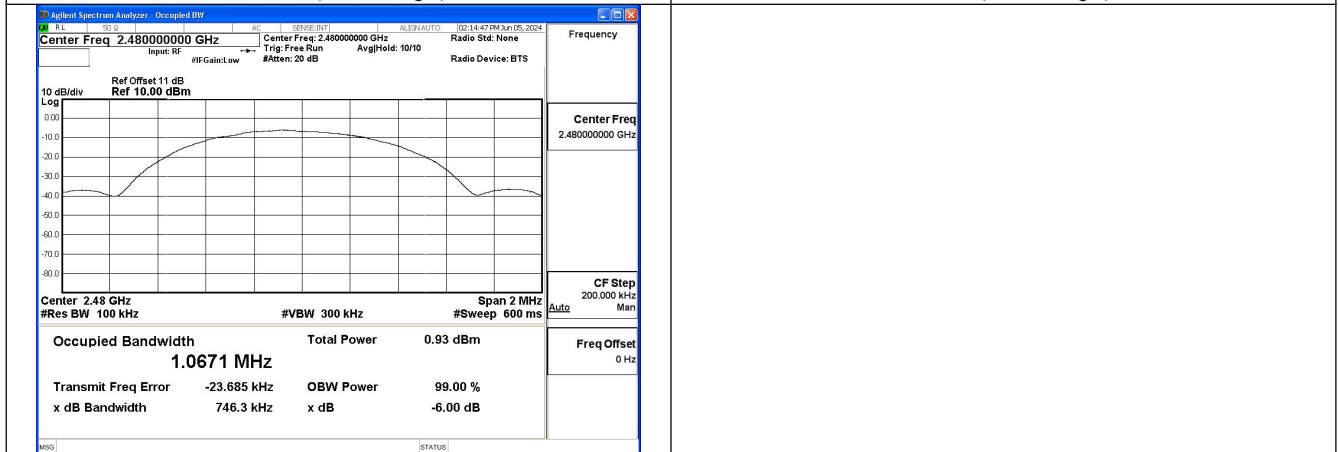 Agilent Spectrum Analyzer - Occupied BW
RL 50 Ω AC SENSE:INT ALIGN AUTO 02:14:47 PM Jun 05, 2024
Center Freq 2.480000000 GHz
Input: RF
#IFGain:Low
Center Freq: 2.480000000 GHz
Trig: Free Run Avg|Hold: 10/10
#Atten: 20 dB
Radio Std: None
Radio Device: BTS
Frequency
Ref Offset 11 dB
10 dB/div Ref 10.00 dBm
Log
0.00
-10.0
-20.0
-30.0
-40.0
-50.0
-60.0
-70.0
-80.0
Center Freq
2.480000000 GHz
Center 2.48 GHz Span 2 MHz
#Res BW 100 kHz #VBW 300 kHz #Sweep 600 ms
CF Step
200.000 kHz
Auto Man
Occupied Bandwidth Total Power 0.93 dBm
1.0671 MHz
Transmit Freq Error -23.685 kHz OBW Power 99.00 %
x dB Bandwidth 746.3 kHz x dB -6.00 dB
Freq Offset
0 Hz
MSG STATUS